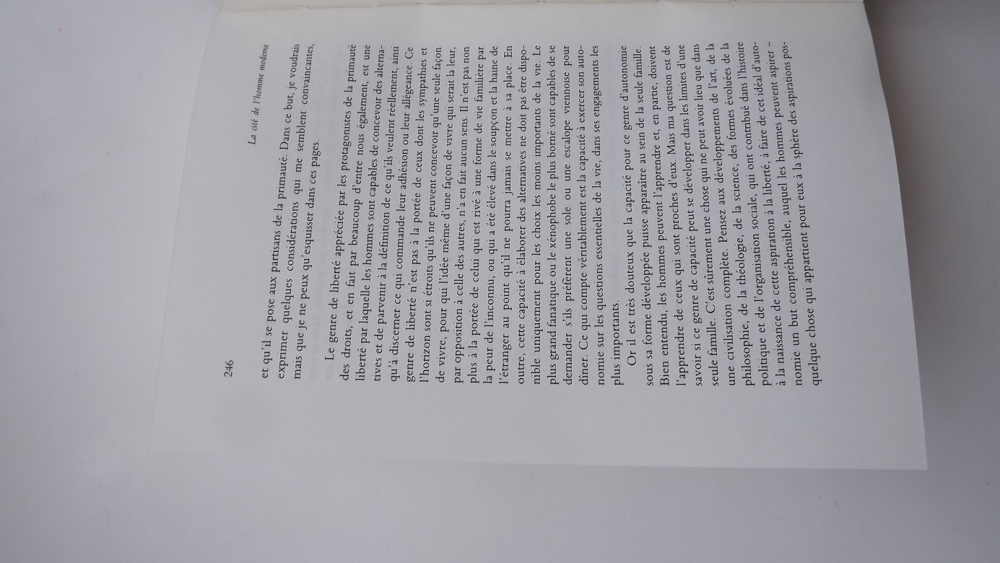 246
La cité de l'homme moderne
et qu'il se pose aux partisans de la primauté. Dans ce but, je voudrais
exprimer quelques considérations qui me semblent convaincantes,
mais que je ne peux qu'esquisser dans ces pages.
Le genre de liberté appréciée par les protagonistes de la primauté
des droits, et en fait par beaucoup d'entre nous également, est une
liberté par laquelle les hommes sont capables de concevoir des alterna-
tives et de parvenir à la définition de ce qu'ils veulent réellement, ainsi
qu'à discerner ce qui commande leur adhésion ou leur allégeance. Ce
genre de liberté n'est pas à la portée de ceux dont les sympathies et
l'horizon sont si étroits qu'ils ne peuvent concevoir qu'une seule façon
de vivre, pour qui l'idée même d'une façon de vivre qui serait la leur,
par opposition à celle des autres, n'a en fait aucun sens. Il n'est pas non
plus à la portée de celui qui est rivé à une forme de vie familière par
la peur de l'inconnu, ou qui a été élevé dans le soupçon et la haine de
l'étranger au point qu'il ne pourra jamais se mettre à sa place. En
outre, cette capacité à élaborer des alternatives ne doit pas être dispo-
nible uniquement pour les choix les moins importants de la vie. Le
plus grand fanatique ou le xénophobe le plus borné sont capables de se
demander s'ils préfèrent une sole ou une escalope viennoise pour
dîner. Ce qui compte véritablement est la capacité à exercer son auto-
nomie sur les questions essentielles de la vie, dans ses engagements les
plus importants.
Or il est très douteux que la capacité pour ce genre d'autonomie
sous sa forme développée puisse apparaître au sein de la seule famille.
Bien entendu, les hommes peuvent l'apprendre et, en partie, doivent
l'apprendre de ceux qui sont proches d'eux. Mais ma question est de
savoir si ce genre de capacité peut se développer dans les limites d'une
seule famille. C'est sûrement une chose qui ne peut avoir lieu que dans
une civilisation complète. Pensez aux développements de l'art, de la
philosophie, de la théologie, de la science, des formes évoluées de la
politique et de l'organisation sociale, qui ont contribué dans l'histoire
à la naissance de cette aspiration à la liberté, à faire de cet idéal d'auto-
nomie un but compréhensible, auquel les hommes peuvent aspirer –
quelque chose qui appartient pour eux à la sphère des aspirations pos-